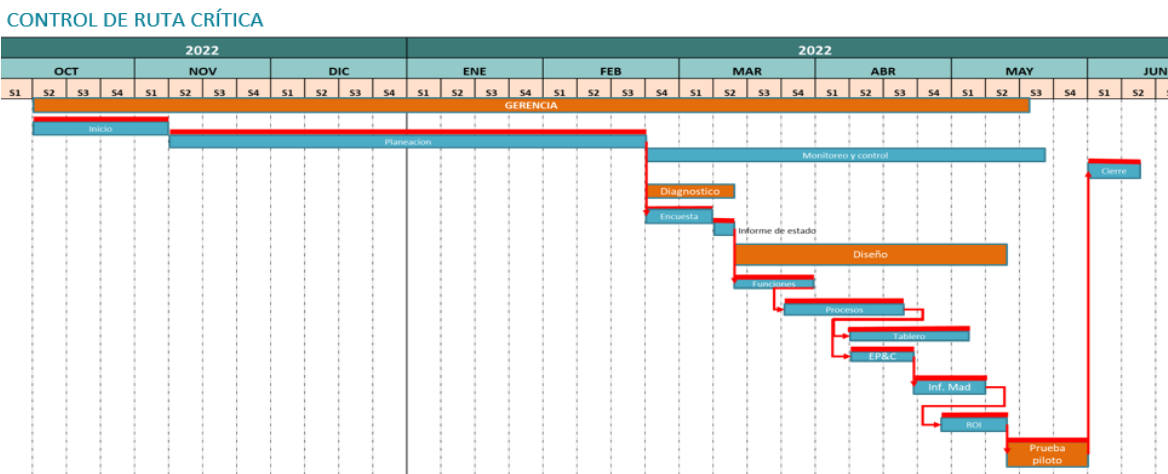 CONTROL DE RUTA CRÍTICA
2022 2022
OCT NOV DIC ENE FEB MAR ABR MAY JUN
S1 S2 S3 S4 S1 S2 S3 S4 S1 S2 S3 S4 S1 S2 S3 S4 S1 S2 S3 S4 S1 S2 S3 S4 S1 S2 S3 S4 S1 S2 S3 S4 S1 S2
GERENCIA
Inicio
Planeacion
Monitoreo y control
Cierre
Diagnostico
Encuesta
Informe de estado
Diseño
Funciones
Procesos
Tablero
EP&C
Inf. Mad
ROI
Prueba
piloto